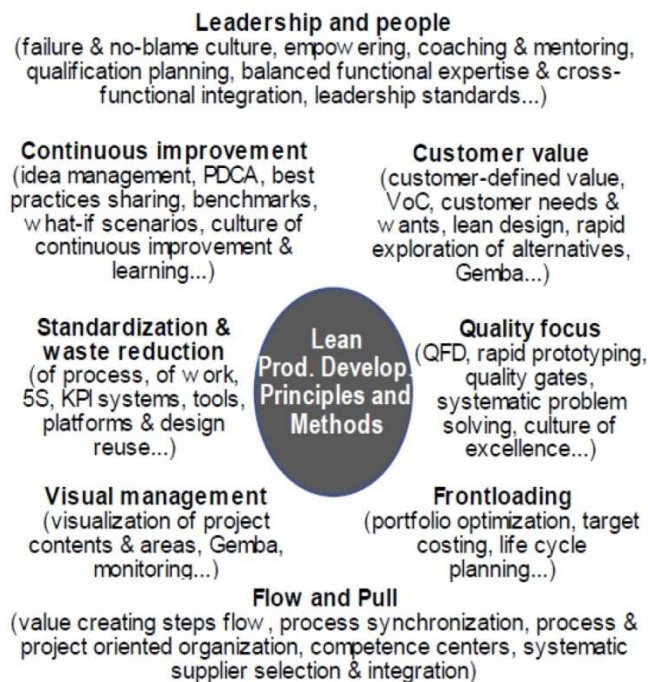 Leadership and people
(failure & no-blame culture, empowering, coaching & mentoring,
qualification planning, balanced functional expertise & cross-
functional integration, leadership standards...)
Continuous improvement
(idea management, PDCA, best
practices sharing, benchmarks,
what-if scenarios, culture of
continuous improvement &
learning...)
Customer value
(customer-defined value,
VoC, customer needs &
wants, lean design, rapid
exploration of alternatives,
Gemba...)
Standardization &
waste reduction
(of process, of work,
5S, KPI systems, tools,
platforms & design
reuse...)
Lean
Prod. Develop.
Principles and
Methods
Quality focus
(QFD, rapid prototyping,
quality gates,
systematic problem
solving, culture of
excellence...)
Visual management
(visualization of project
contents & areas, Gemba,
monitoring...)
Frontloading
(portfolio optimization, target
costing, life cycle
planning...)
Flow and Pull
(value creating steps flow, process synchronization, process &
project oriented organization, competence centers, systematic
supplier selection & integration)